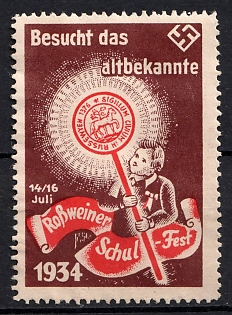 Besucht das
altbekannte
14/16
Juli
Roßweiner
Schul
-Fest
1934